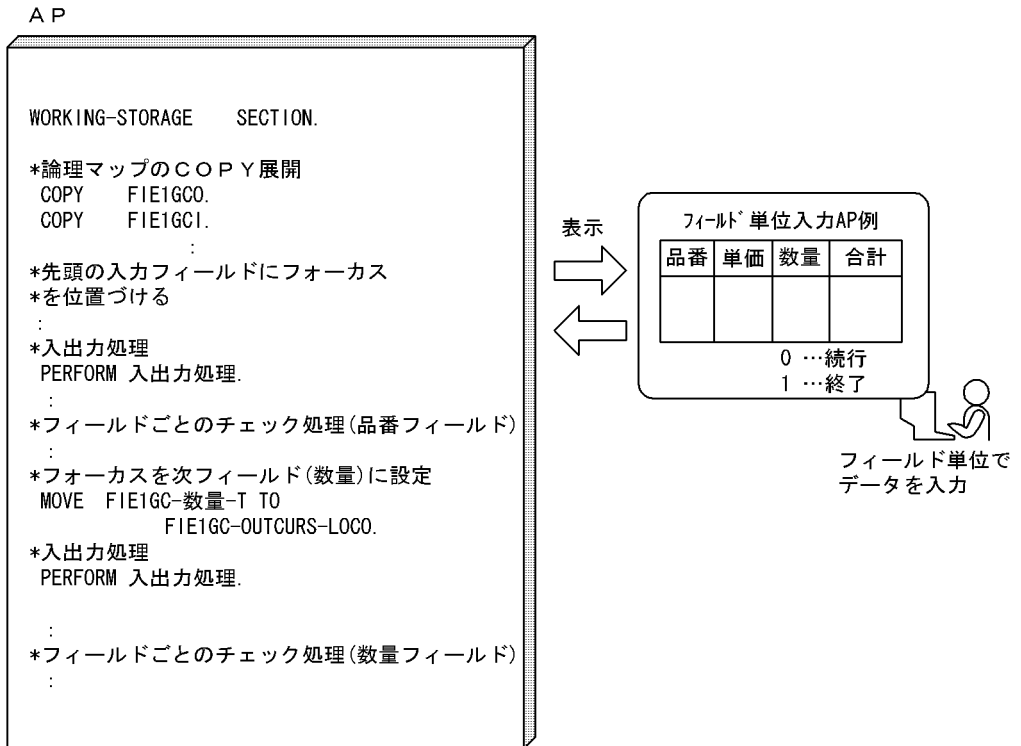 ＡＰ
WORKING-STORAGE　SECTION.
*論理マップのＣＯＰＹ展開
COPY　FIE1GCO.
COPY　FIE1GCI.
:
*先頭の入力フィールドにフォーカス
*を位置づける
:
*入出力処理
PERFORM 入出力処理.
:
*フィールドごとのチェック処理(品番フィールド)
:
*フォーカスを次フィールド(数量)に設定
MOVE　FIE1GC-数量-T TO
FIE1GC-OUTCURS-LOCO.
*入出力処理
PERFORM 入出力処理.
:
*フィールドごとのチェック処理(数量フィールド)
:
表示
ﾌｨｰﾙﾄﾞ単位入力AP例
品番 単価 数量 合計
0 …続行
1 …終了
フィールド単位で
データを入力